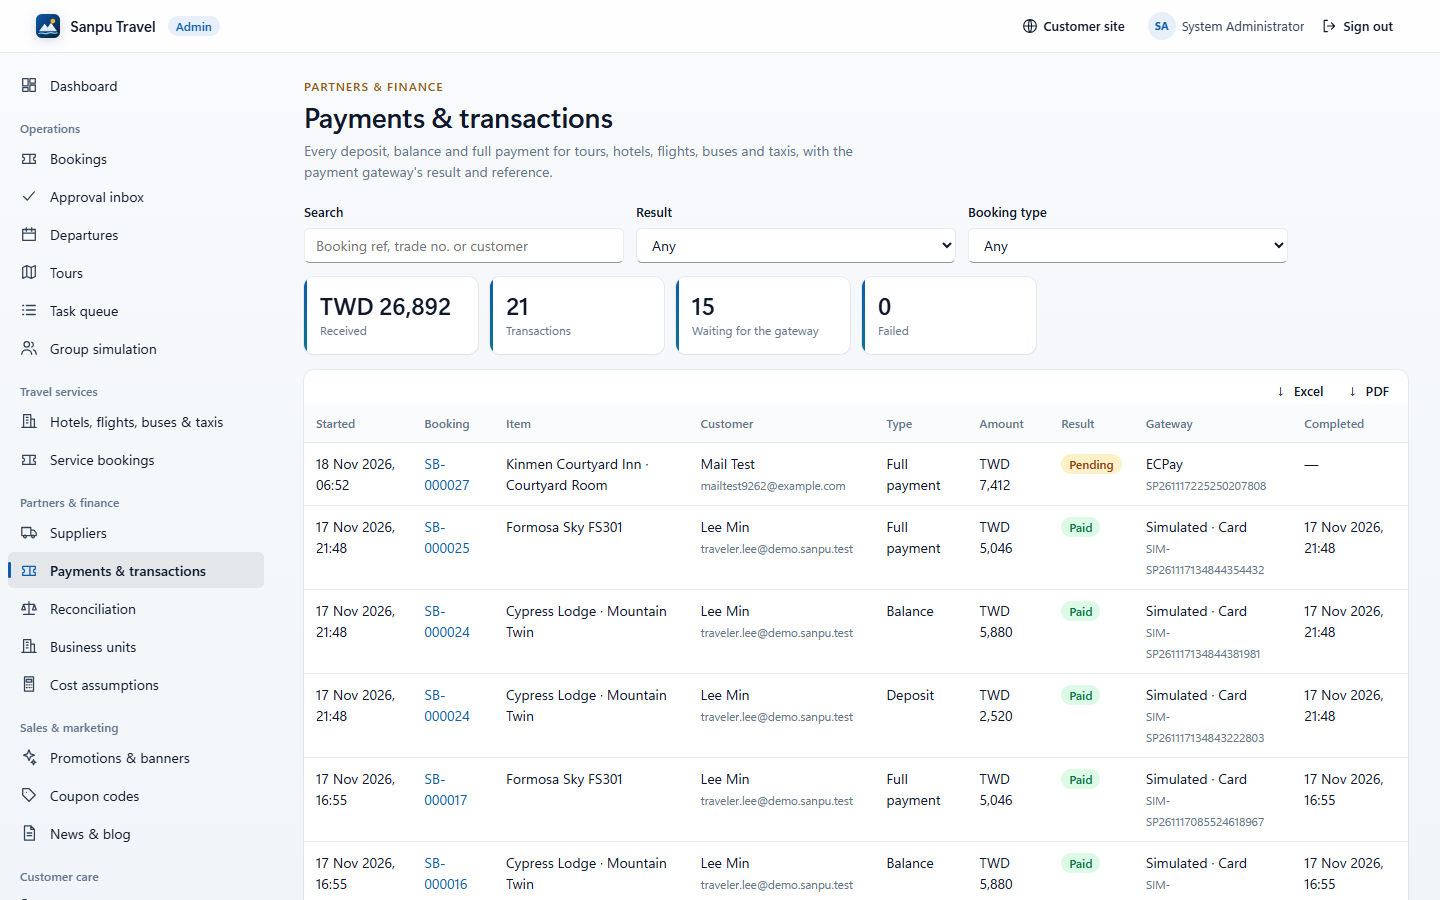 Sanpu Travel Admin
Customer site
SA System Administrator
Sign out
Dashboard
Operations
Bookings
Approval inbox
Departures
Tours
Task queue
Group simulation
Travel services
Hotels, flights, buses & taxis
Service bookings
Partners & finance
Suppliers
Payments & transactions
Reconciliation
Business units
Cost assumptions
Sales & marketing
Promotions & banners
Coupon codes
News & blog
Customer care
PARTNERS & FINANCE
Payments & transactions
Every deposit, balance and full payment for tours, hotels, flights, buses and taxis, with the
payment gateway's result and reference.
Search Result Booking type
Booking ref, trade no. or customer Any Any
TWD 26,892 21 15 0
Received Transactions Waiting for the gateway Failed
↓ Excel ↓ PDF
Started Booking Item Customer Type Amount Result Gateway Completed
18 Nov 2026, SB- Kinmen Courtyard Inn · Mail Test Full TWD Pending ECPay —
06:52 000027 Courtyard Room mailtest9262@example.com payment 7,412 SP261117225250207808
17 Nov 2026, SB- Formosa Sky FS301 Lee Min Full TWD Paid Simulated · Card 17 Nov 2026,
21:48 000025 traveler.lee@demo.sanpu.test payment 5,046 SIM- 21:48
SP261117134844354432
17 Nov 2026, SB- Cypress Lodge · Mountain Lee Min Balance TWD Paid Simulated · Card 17 Nov 2026,
21:48 000024 Twin traveler.lee@demo.sanpu.test 5,880 SIM- 21:48
SP261117134844381981
17 Nov 2026, SB- Cypress Lodge · Mountain Lee Min Deposit TWD Paid Simulated · Card 17 Nov 2026,
21:48 000024 Twin traveler.lee@demo.sanpu.test 2,520 SIM- 21:48
SP261117134843222803
17 Nov 2026, SB- Formosa Sky FS301 Lee Min Full TWD Paid Simulated · Card 17 Nov 2026,
16:55 000017 traveler.lee@demo.sanpu.test payment 5,046 SIM- 16:55
SP261117085524618967
17 Nov 2026, SB- Cypress Lodge · Mountain Lee Min Balance TWD Paid Simulated · Card 17 Nov 2026,
16:55 000016 Twin traveler.lee@demo.sanpu.test 5,880 SIM- 16:55